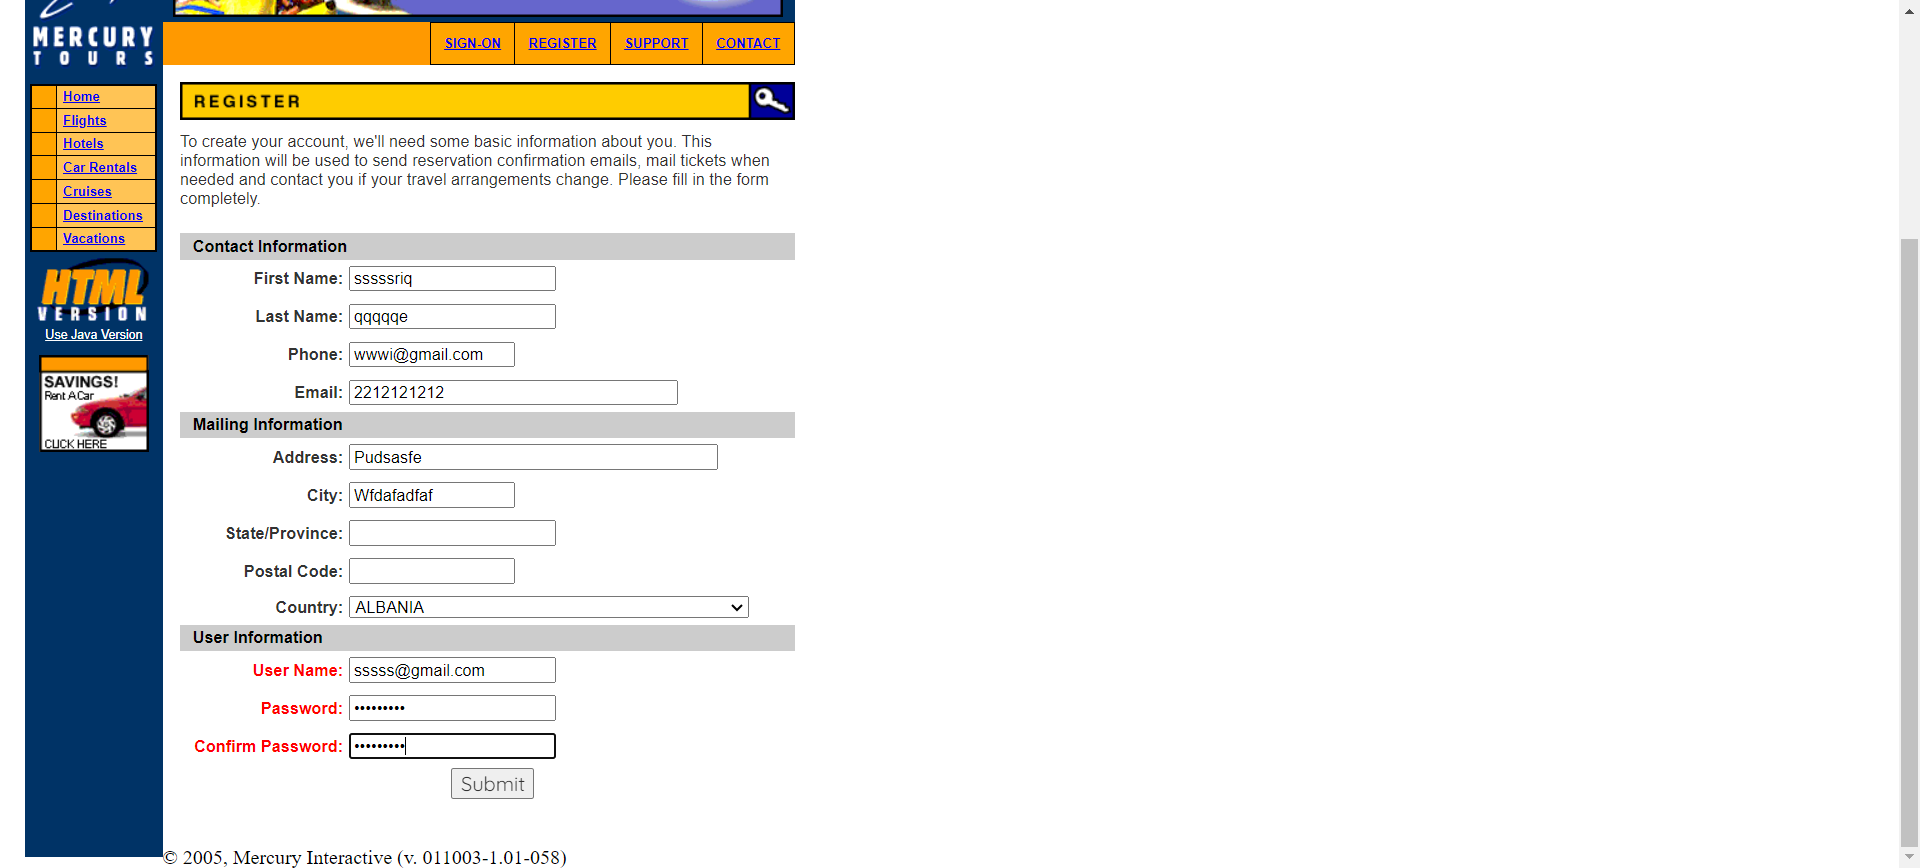 MERCURY
TOURS
SIGN-ON
REGISTER
SUPPORT
CONTACT
Home
Flights
Hotels
Car Rentals
Cruises
Destinations
Vacations
HTML
VERSION
Use Java Version
SAVINGS!
Rent A Car
CLICK HERE
REGISTER
To create your account, we'll need some basic information about you. This
information will be used to send reservation confirmation emails, mail tickets when
needed and contact you if your travel arrangements change. Please fill in the form
completely.
Contact Information
First Name: sssssriq
Last Name: qqqqqe
Phone: wwwi@gmail.com
Email: 2212121212
Mailing Information
Address: Pudsasfe
City: Wfdafadfaf
State/Province:
Postal Code:
Country: ALBANIA
User Information
User Name: sssss@gmail.com
Password: •••••••••
Confirm Password: •••••••••
Submit
© 2005, Mercury Interactive (v. 011003-1.01-058)